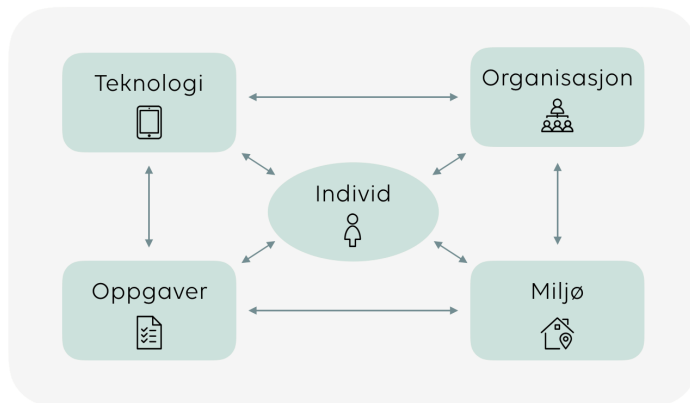 Teknologi
Organisasjon
Individ
Oppgaver
Miljø